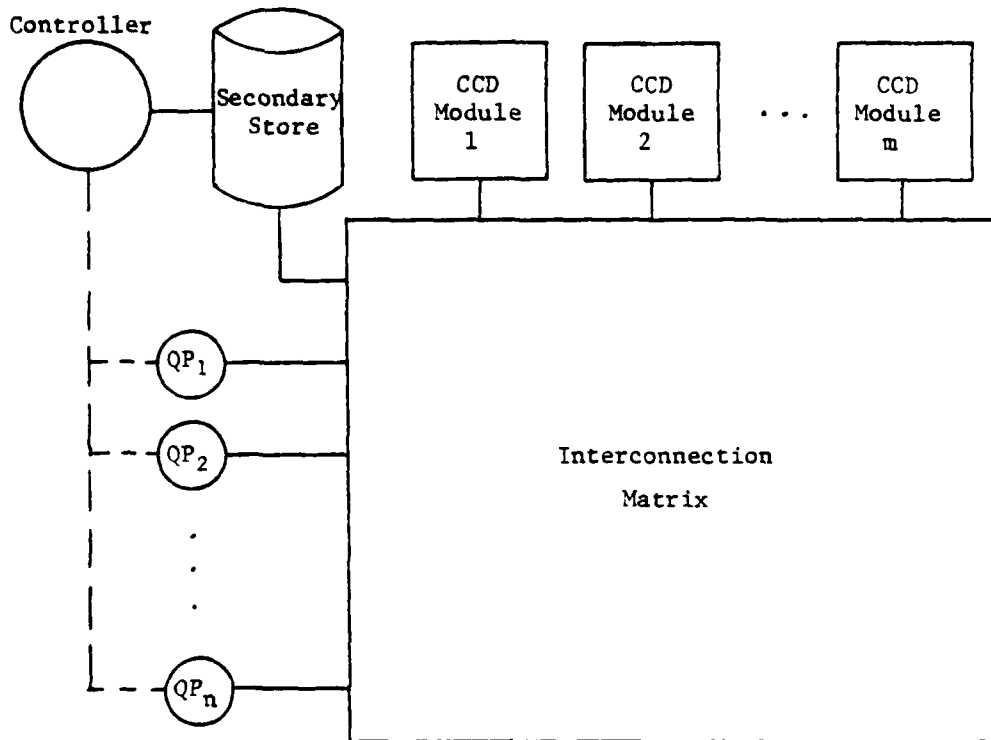 Controller
Secondary
Store
CCD
Module
1
CCD
Module
2
...
CCD
Module
m
QP1
QP2
.
.
.
QPn
Interconnection
Matrix